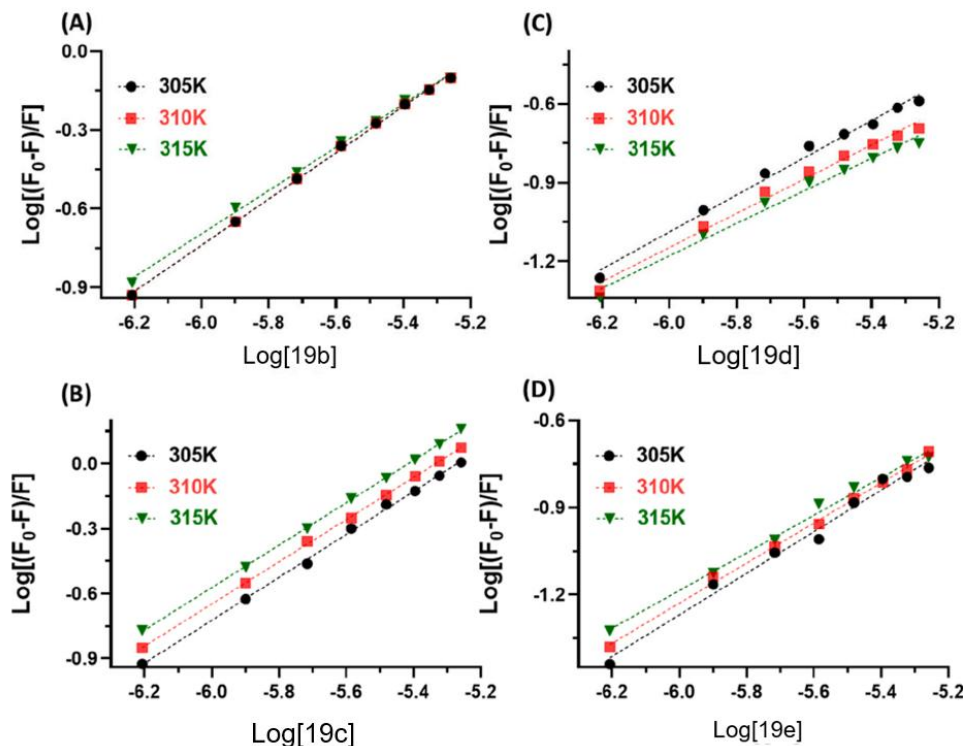 (A)
Log[(F0-F)/F]
0.0
-0.3
-0.6
-0.9
305K
310K
315K
-6.2 -6.0 -5.8 -5.6 -5.4 -5.2
Log[19b]
(C)
Log[(F0-F)/F]
-0.6
-0.9
-1.2
305K
310K
315K
-6.2 -6.0 -5.8 -5.6 -5.4 -5.2
Log[19d]
(B)
Log[(F0-F)/F]
0.0
-0.3
-0.6
-0.9
305K
310K
315K
-6.2 -6.0 -5.8 -5.6 -5.4 -5.2
Log[19c]
(D)
Log[(F0-F)/F]
-0.6
-0.9
-1.2
305K
310K
315K
-6.2 -6.0 -5.8 -5.6 -5.4 -5.2
Log[19e]